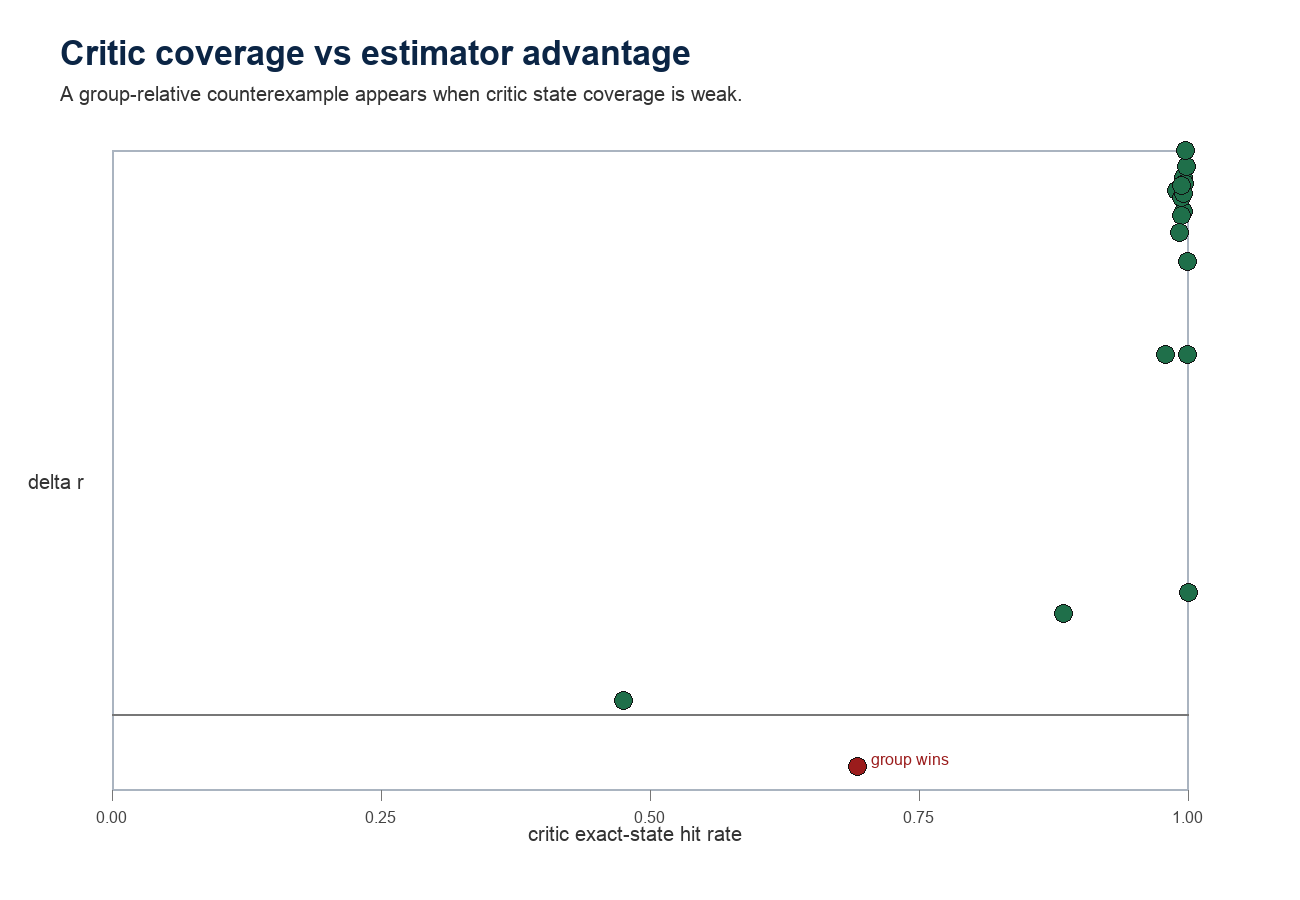 Critic coverage vs estimator advantage
A group-relative counterexample appears when critic state coverage is weak.
delta r
group wins
0.00 0.25 0.50 0.75 1.00
critic exact-state hit rate